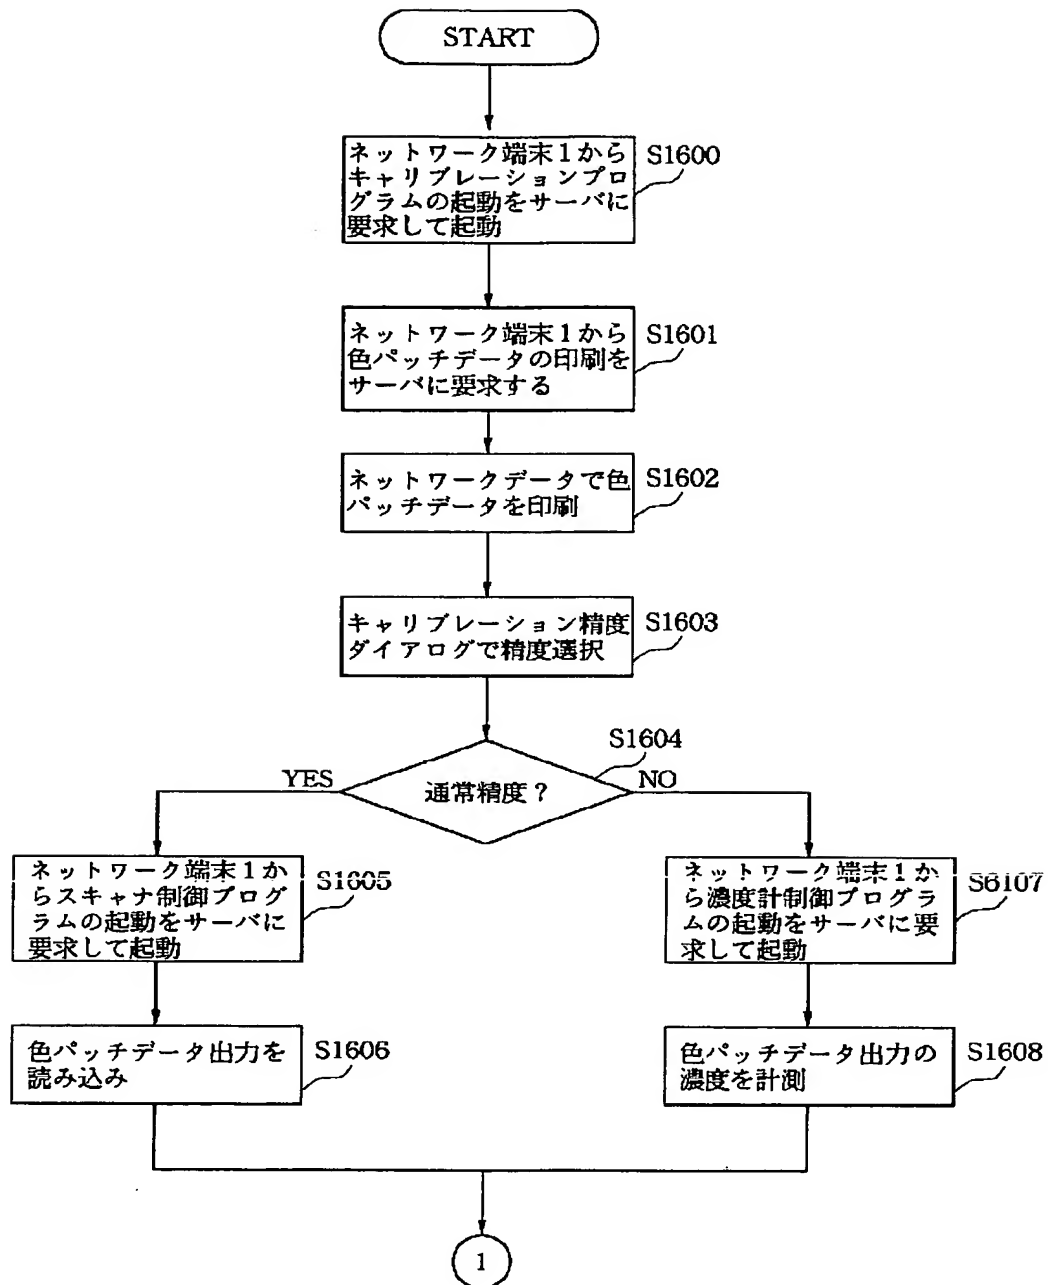 START
ネットワーク端末1から
キャリブレーションプロ
グラムの起動をサーバに
要求して起動
S1600
ネットワーク端末1から
色パッチデータの印刷を
サーバに要求する
S1601
ネットワークデータで色
パッチデータを印刷
S1602
キャリブレーション精度
ダイアログで精度選択
S1603
S1604
YES
通常精度?
NO
ネットワーク端末1か
らスキャナ制御プログ
ラムの起動をサーバに
要求して起動
S1605
ネットワーク端末1か
ら濃度計制御プログラ
ムの起動をサーバに要
求して起動
S6107
色パッチデータ出力を
読み込み
S1606
色パッチデータ出力の
濃度を計測
S1608
1